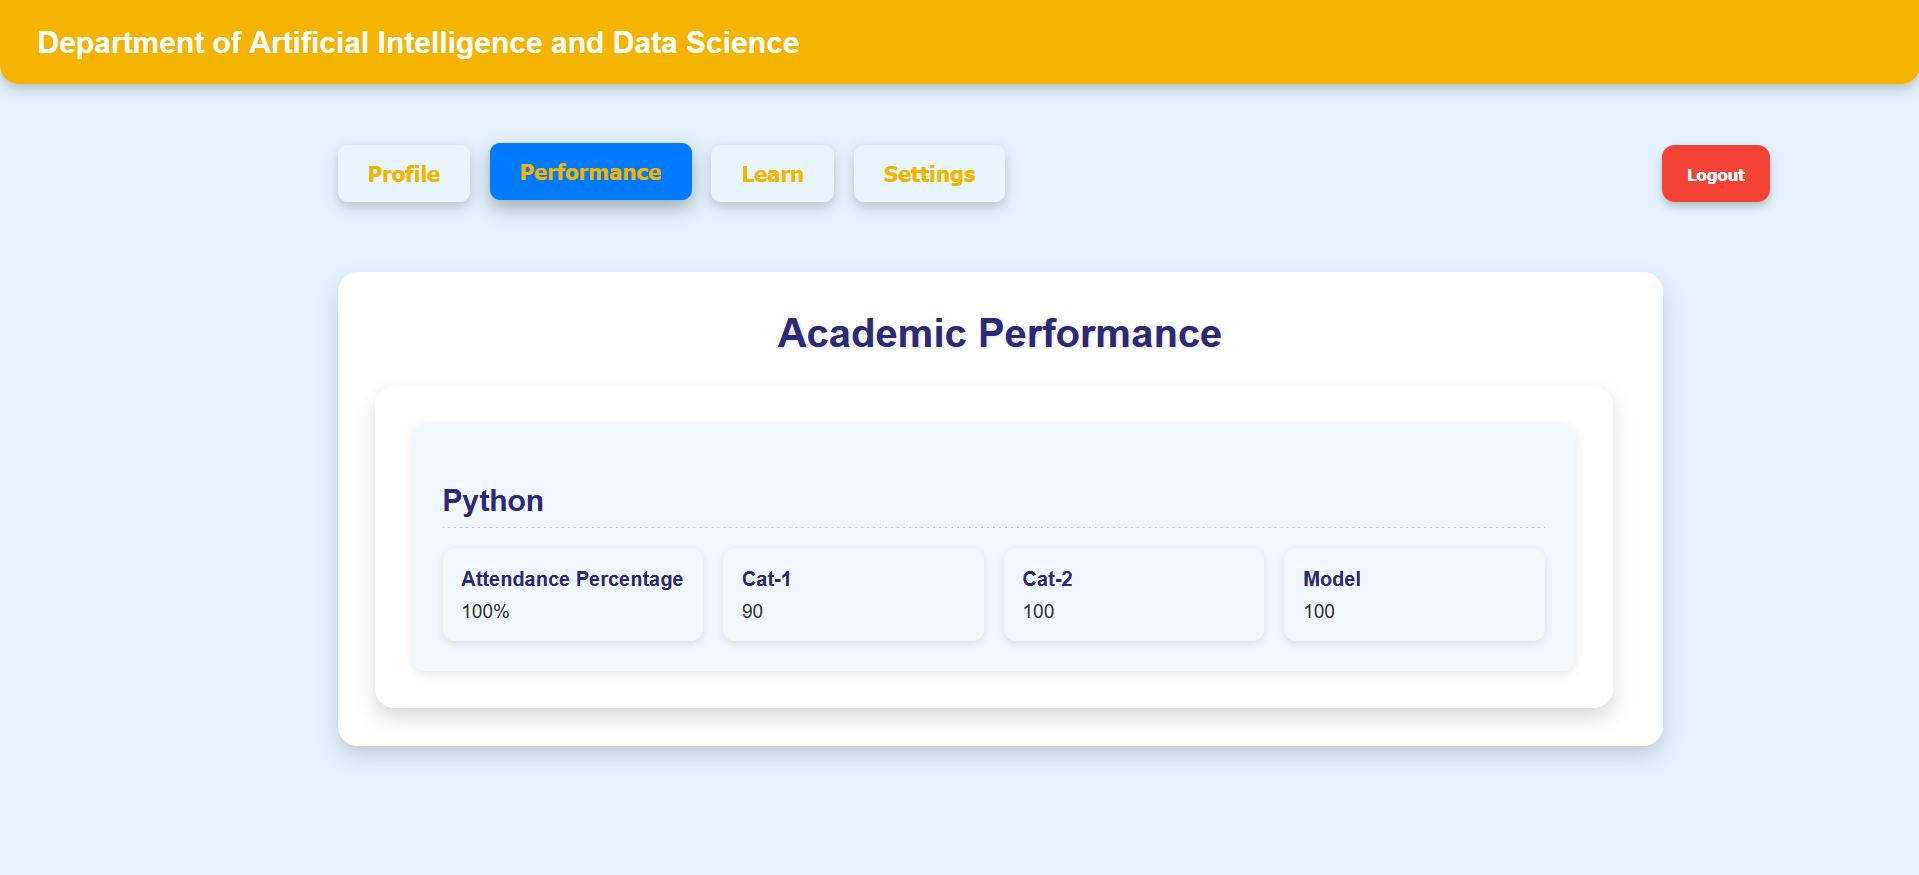 Department of Artificial Intelligence and Data Science
Profile
Performance
Learn
Settings
Logout
Academic Performance
Python
Attendance Percentage
100%
Cat-1
90
Cat-2
100
Model
100